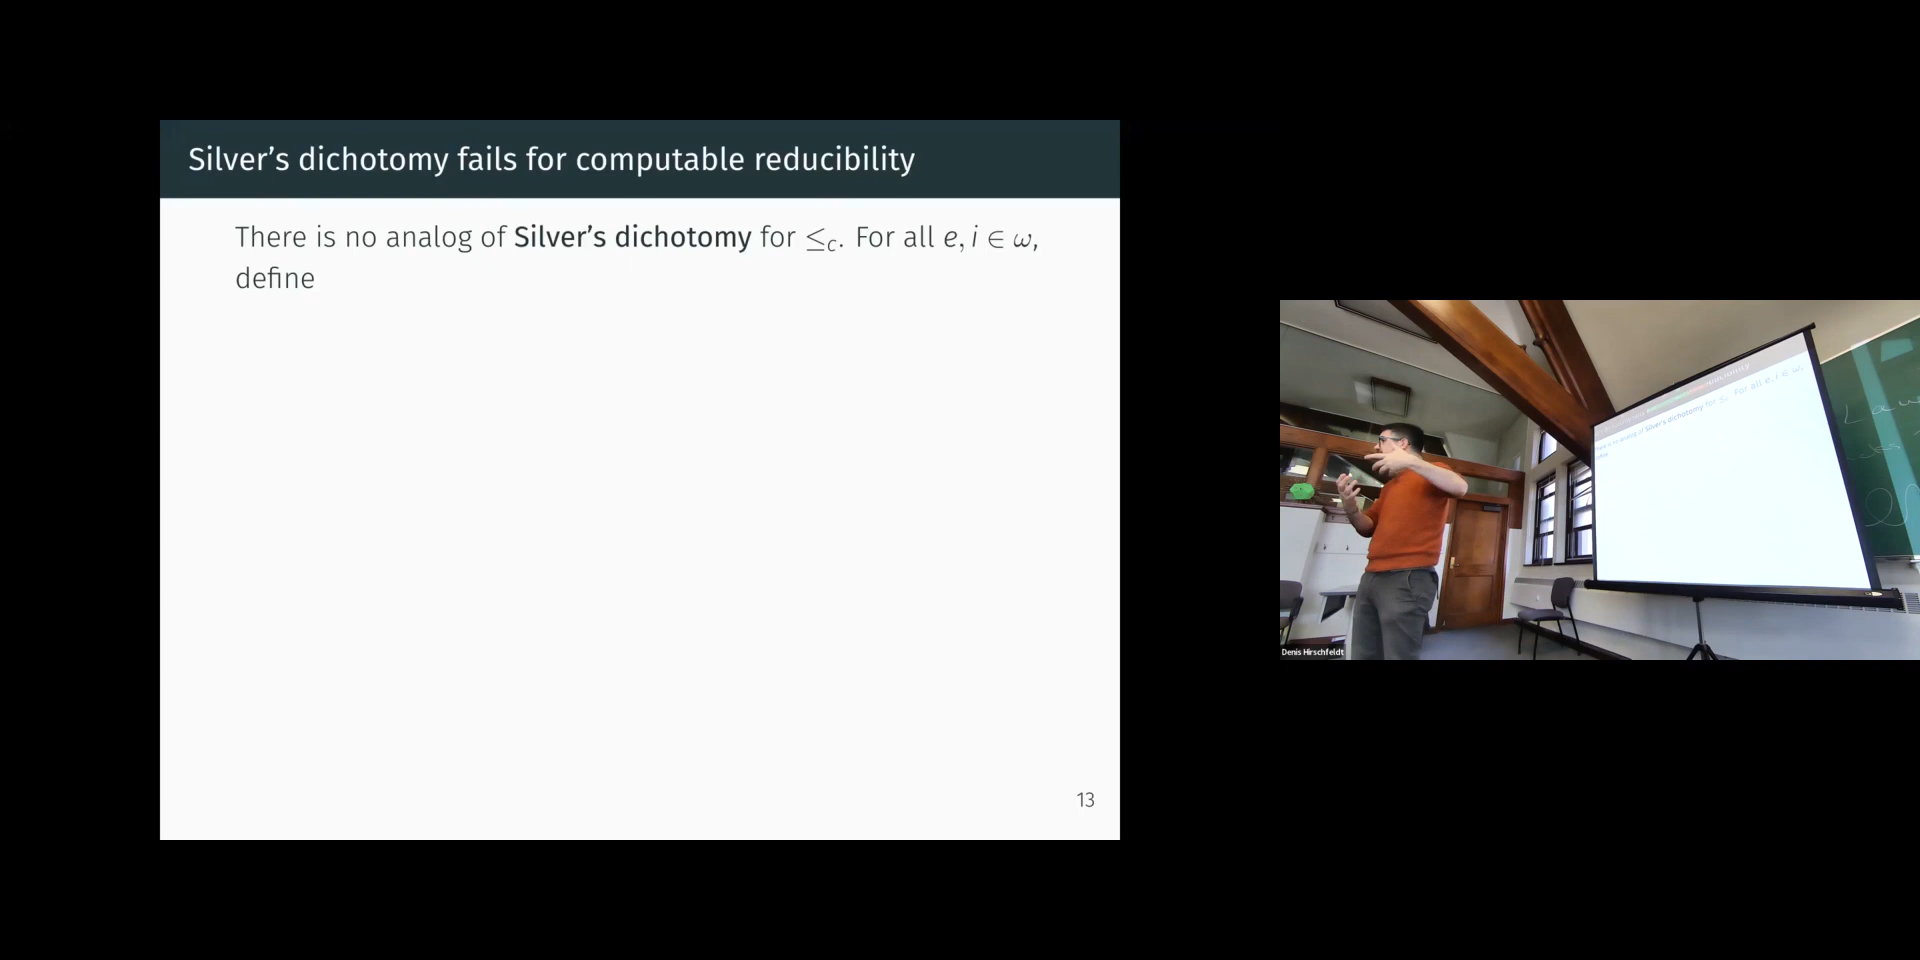 Silver’s dichotomy fails for computable reducibility
There is no analog of Silver’s dichotomy for ≤c. For all e, i ∈ ω,
define
13
Denis Hirschfeldt